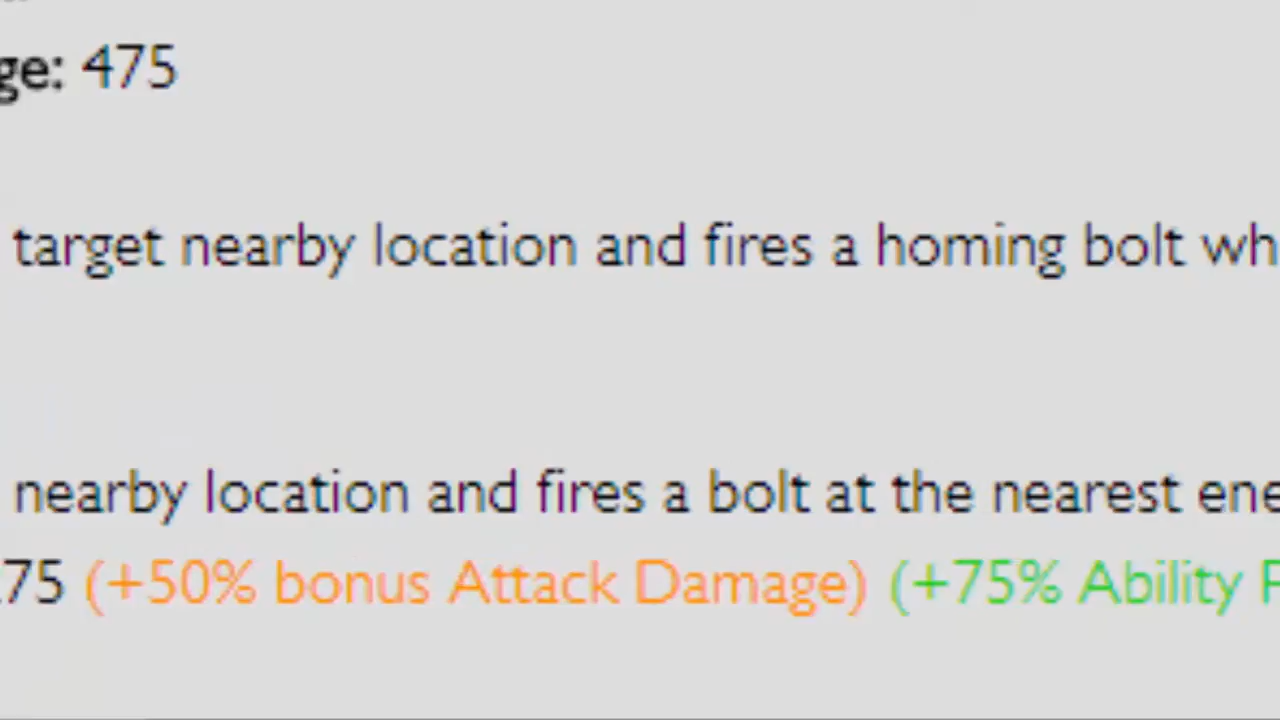 ge: 475
target nearby location and fires a homing bolt wh
nearby location and fires a bolt at the nearest ene
75 (+50% bonus Attack Damage) (+75% Ability P